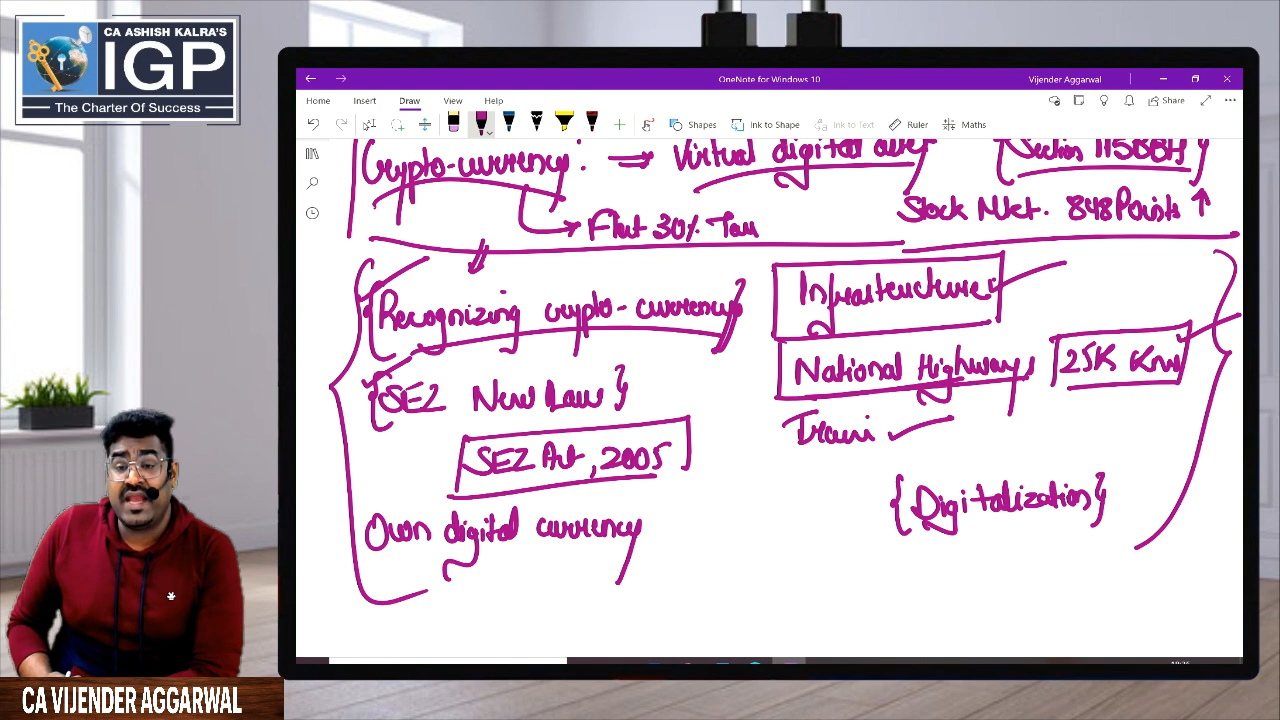 CA ASHISH KALRA'S
IGP
The Charter Of Success
OneNote for Windows 10
Vijender Aggarwal
Home Insert Draw View Help
Share
Shapes Ink to Shape Ink to Text Ruler Maths
Crypto-currency: ⇒ Virtual digital {Section 115BBH}
→ Flat 30% Tax
Stock Mkt. 848 Points ↑
{Recognizing crypto-currency}
Infrastructure
{SEZ New Law}
National Highways 25K Kms
SEZ Act, 2005
Train ✓
Own digital currency
{Digitalization}
CA VIJENDER AGGARWAL